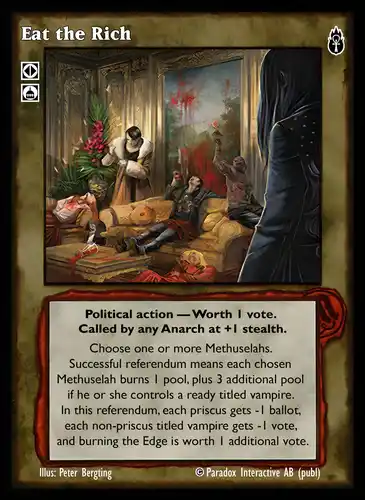 Eat the Rich
Political action — Worth 1 vote.
Called by any Anarch at +1 stealth.
Choose one or more Methuselahs.
Successful referendum means each chosen
Methuselah burns 1 pool, plus 3 additional pool
if he or she controls a ready titled vampire.
In this referendum, each priscus gets -1 ballot,
each non-priscus titled vampire gets -1 vote,
and burning the Edge is worth 1 additional vote.
Illus: Peter Bergting © Paradox Interactive AB (publ)